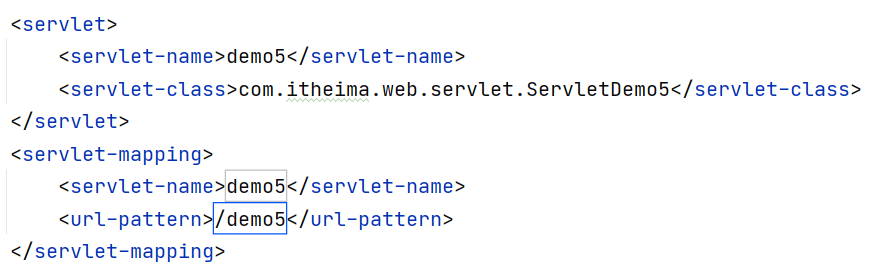 <servlet>
    <servlet-name>demo5</servlet-name>
    <servlet-class>com.itheima.web.servlet.ServletDemo5</servlet-class>
</servlet>
<servlet-mapping>
    <servlet-name>demo5</servlet-name>
    <url-pattern>/demo5</url-pattern>
</servlet-mapping>